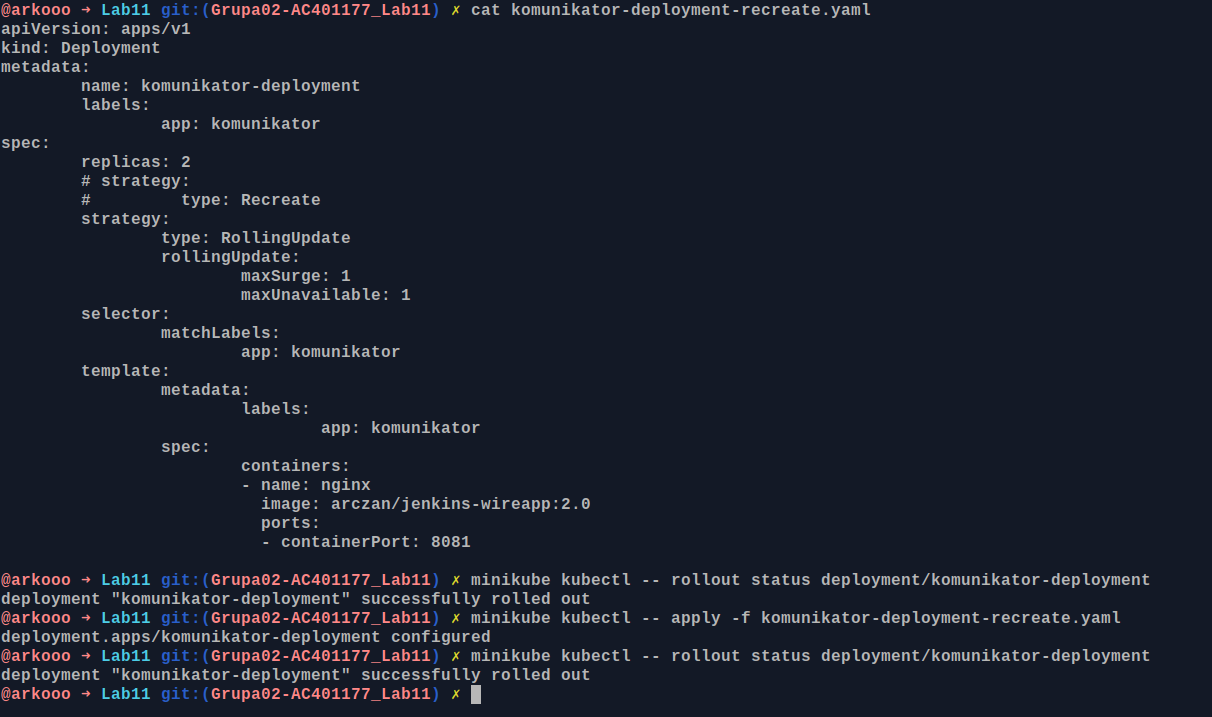 @arkooo → Lab11 git:(Grupa02-AC401177_Lab11) ✗ cat komunikator-deployment-recreate.yaml
apiVersion: apps/v1
kind: Deployment
metadata:
        name: komunikator-deployment
        labels:
                app: komunikator
spec:
        replicas: 2
        # strategy:
        #         type: Recreate
        strategy:
                type: RollingUpdate
                rollingUpdate:
                        maxSurge: 1
                        maxUnavailable: 1
        selector:
                matchLabels:
                        app: komunikator
        template:
                metadata:
                        labels:
                                app: komunikator
                spec:
                        containers:
                        - name: nginx
                          image: arczan/jenkins-wireapp:2.0
                          ports:
                          - containerPort: 8081

@arkooo → Lab11 git:(Grupa02-AC401177_Lab11) ✗ minikube kubectl -- rollout status deployment/komunikator-deployment
deployment "komunikator-deployment" successfully rolled out
@arkooo → Lab11 git:(Grupa02-AC401177_Lab11) ✗ minikube kubectl -- apply -f komunikator-deployment-recreate.yaml
deployment.apps/komunikator-deployment configured
@arkooo → Lab11 git:(Grupa02-AC401177_Lab11) ✗ minikube kubectl -- rollout status deployment/komunikator-deployment
deployment "komunikator-deployment" successfully rolled out
@arkooo → Lab11 git:(Grupa02-AC401177_Lab11) ✗